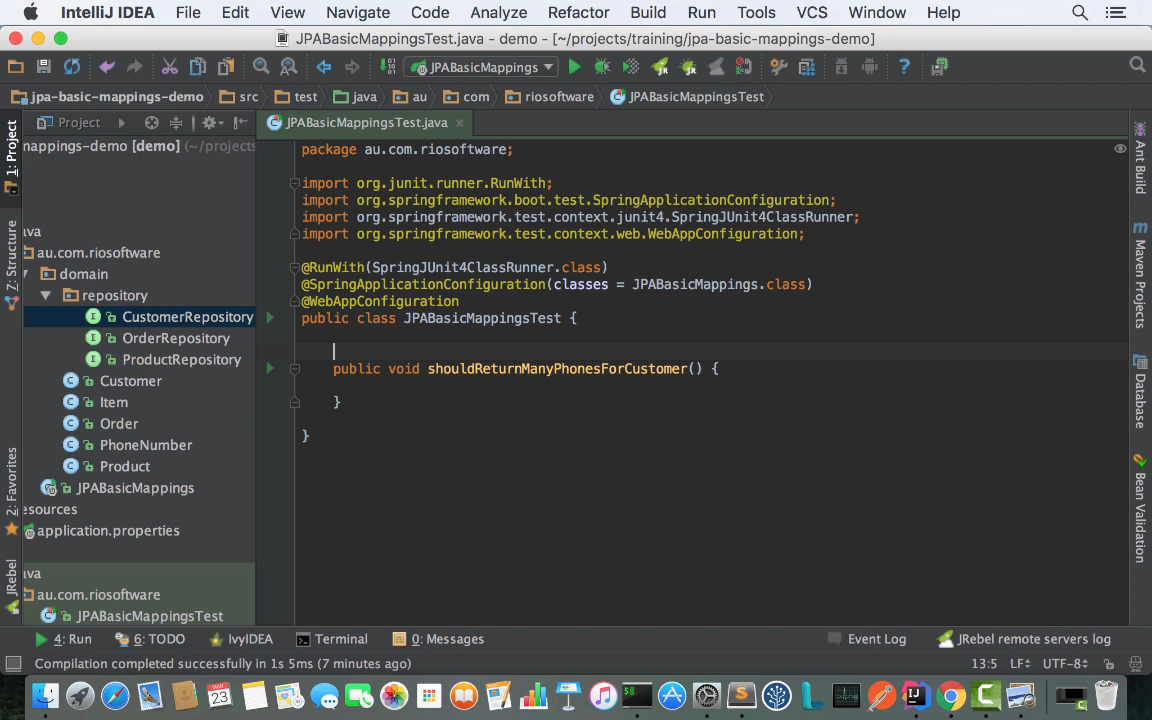 IntelliJ IDEA File Edit View Navigate Code Analyze Refactor Build Run Tools VCS Window Help
JPABasicMappingsTest.java - demo - [~/projects/training/jpa-basic-mappings-demo]
JPABasicMappings
jpa-basic-mappings-demo src test java au com riosoftware JPABasicMappingsTest
Project JPABasicMappingsTest.java
mappings-demo [demo] (~/projects
ava
au.com.riosoftware
domain
repository
CustomerRepository
OrderRepository
ProductRepository
Customer
Item
Order
PhoneNumber
Product
JPABasicMappings
esources
application.properties
ava
au.com.riosoftware
JPABasicMappingsTest
1: Project
Z: Structure
2: Favorites
JRebel
package au.com.riosoftware;
import org.junit.runner.RunWith;
import org.springframework.boot.test.SpringApplicationConfiguration;
import org.springframework.test.context.junit4.SpringJUnit4ClassRunner;
import org.springframework.test.context.web.WebAppConfiguration;
@RunWith(SpringJUnit4ClassRunner.class)
@SpringApplicationConfiguration(classes = JPABasicMappings.class)
@WebAppConfiguration
public class JPABasicMappingsTest {
public void shouldReturnManyPhonesForCustomer() {
}
}
Ant Build
Maven Projects
Database
Bean Validation
4: Run 6: TODO IvyIDEA Terminal 0: Messages Event Log JRebel remote servers log
Compilation completed successfully in 1s 5ms (7 minutes ago) 13:5 LF UTF-8
23